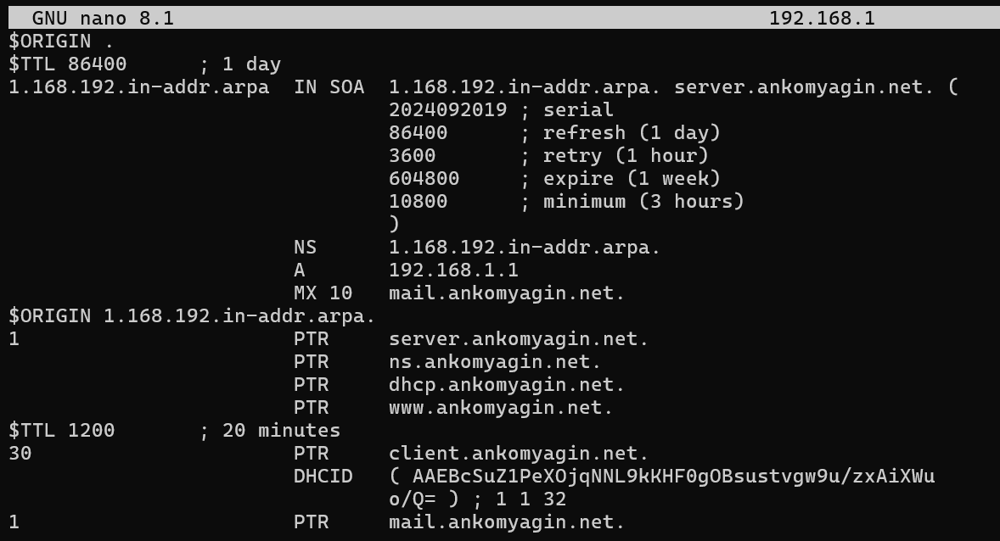 GNU nano 8.1 192.168.1
$ORIGIN .
$TTL 86400 ; 1 day
1.168.192.in-addr.arpa IN SOA 1.168.192.in-addr.arpa. server.ankomyagin.net. (
2024092019 ; serial
86400 ; refresh (1 day)
3600 ; retry (1 hour)
604800 ; expire (1 week)
10800 ; minimum (3 hours)
)
NS 1.168.192.in-addr.arpa.
A 192.168.1.1
MX 10 mail.ankomyagin.net.
$ORIGIN 1.168.192.in-addr.arpa.
1 PTR server.ankomyagin.net.
PTR ns.ankomyagin.net.
PTR dhcp.ankomyagin.net.
PTR www.ankomyagin.net.
$TTL 1200 ; 20 minutes
30 PTR client.ankomyagin.net.
DHCID ( AAEBcSuZ1PeXOjqNNL9kKHF0gOBsustvgw9u/zxAiXWu
o/Q= ) ; 1 1 32
1 PTR mail.ankomyagin.net.